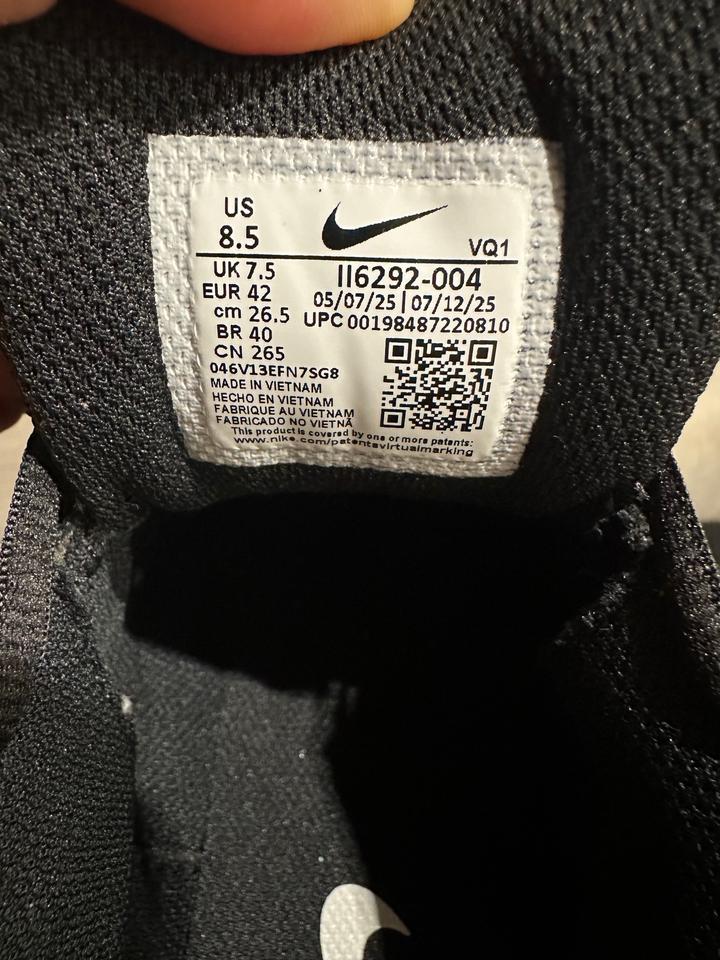 US
8.5
VQ1
UK 7.5
EUR 42
cm 26.5
BR 40
CN 265
II6292-004
05/07/25 | 07/12/25
UPC 00198487220810
046V13EFN7SG8
MADE IN VIETNAM
HECHO EN VIETNAM
FABRIQUE AU VIETNAM
FABRICADO NO VIETNÃ
This product is covered by one or more patents:
www.nike.com/patentsvirtualmarking